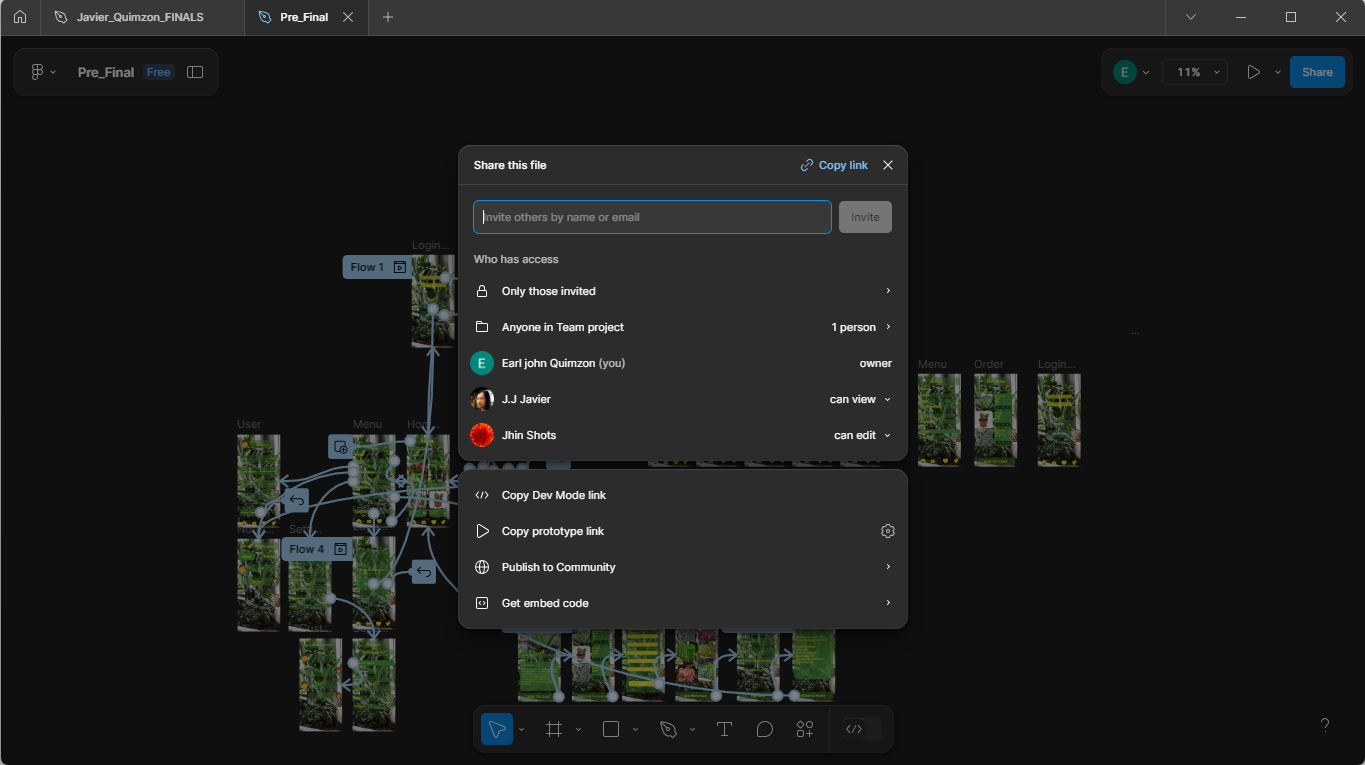 Javier_Quimzon_FINALS
Pre_Final
Pre_Final Free
E 11% Share
Share this file Copy link
Invite others by name or email Invite
Who has access
Only those invited
Anyone in Team project 1 person
E Earl john Quimzon (you) owner
J.J Javier can view
Jhin Shots can edit
Copy Dev Mode link
Copy prototype link
Publish to Community
Get embed code
Login...
Flow 1
...
Menu Order Login...
User Menu
Flow 4
?